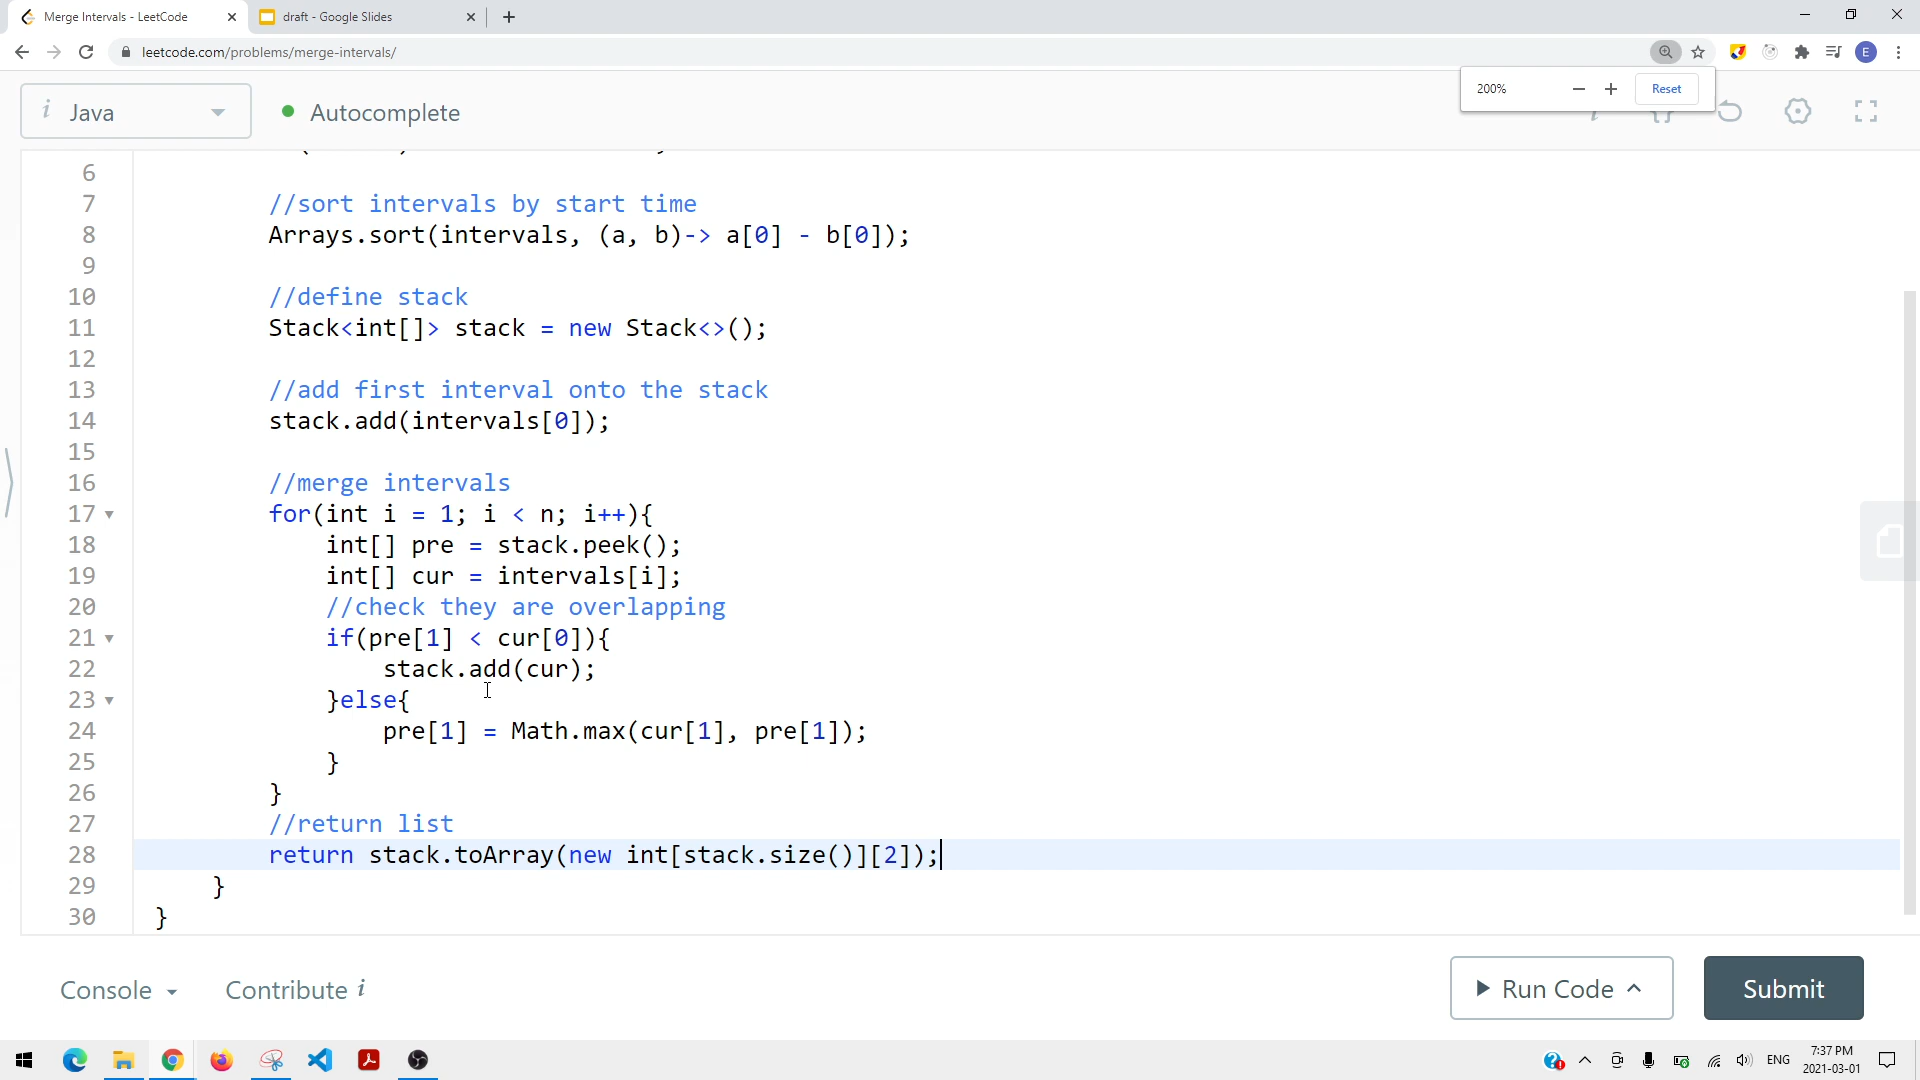 Merge Intervals - LeetCode
draft - Google Slides
leetcode.com/problems/merge-intervals/
E
200%
Reset
i Java
Autocomplete
6
7 //sort intervals by start time
8 Arrays.sort(intervals, (a, b)-> a[0] - b[0]);
9
10 //define stack
11 Stack<int[]> stack = new Stack<>();
12
13 //add first interval onto the stack
14 stack.add(intervals[0]);
15
16 //merge intervals
17 for(int i = 1; i < n; i++){
18 int[] pre = stack.peek();
19 int[] cur = intervals[i];
20 //check they are overlapping
21 if(pre[1] < cur[0]){
22 stack.add(cur);
23 }else{
24 pre[1] = Math.max(cur[1], pre[1]);
25 }
26 }
27 //return list
28 return stack.toArray(new int[stack.size()][2]);
29 }
30 }
Console
Contribute i
Run Code
Submit
ENG
7:37 PM
2021-03-01